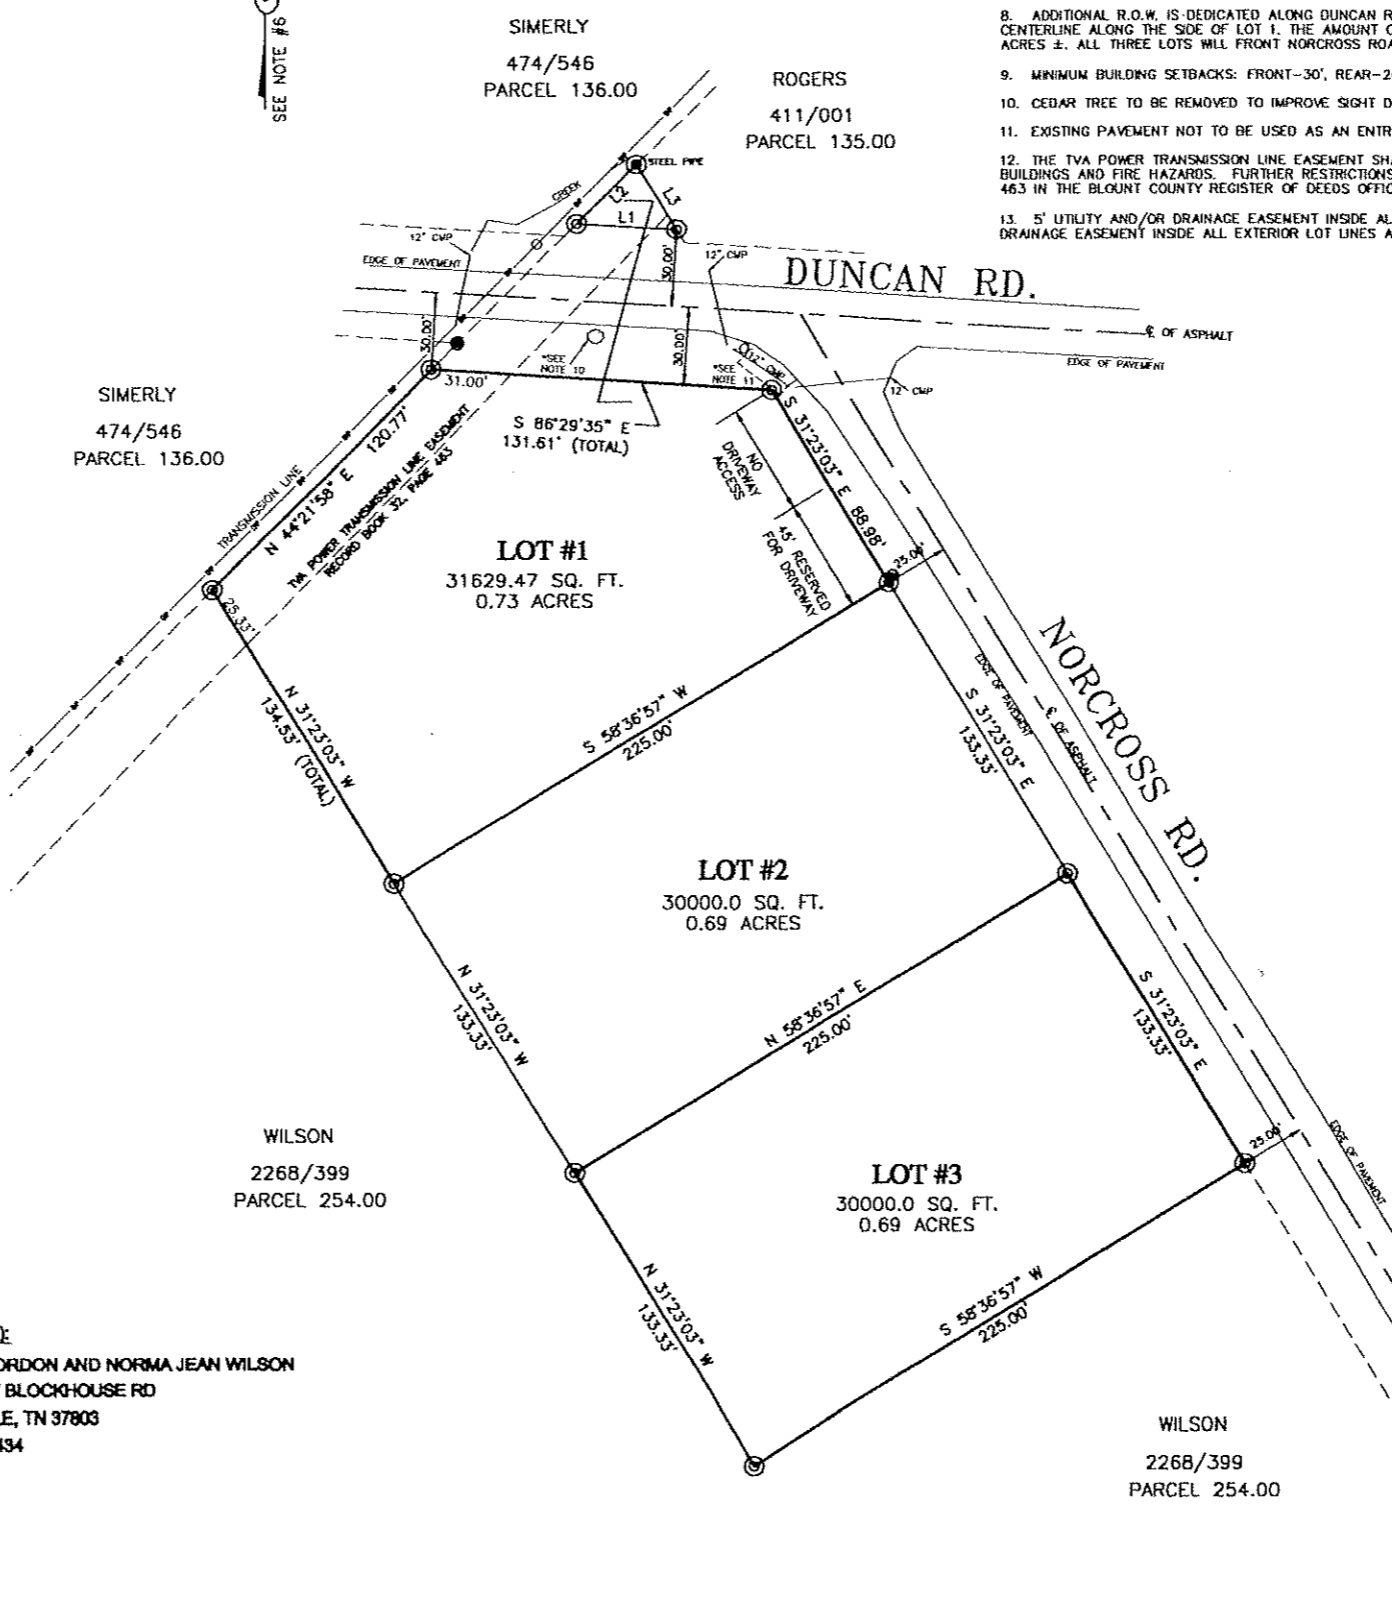 SEE NOTE #6
SIMERLY
474/546
PARCEL 136.00
ROGERS
411/001
PARCEL 135.00
8. ADDITIONAL R.O.W. IS DEDICATED ALONG DUNCAN R
CENTERLINE ALONG THE SIDE OF LOT 1. THE AMOUNT O
ACRES ±. ALL THREE LOTS WILL FRONT NORCROSS ROA
9. MINIMUM BUILDING SETBACKS: FRONT-30', REAR-2
10. CEDAR TREE TO BE REMOVED TO IMPROVE SIGHT D
11. EXISTING PAVEMENT NOT TO BE USED AS AN ENTR
12. THE TVA POWER TRANSMISSION LINE EASEMENT SH
BUILDINGS AND FIRE HAZARDS. FURTHER RESTRICTIONS
463 IN THE BLOUNT COUNTY REGISTER OF DEEDS OFFIC
13. 5' UTILITY AND/OR DRAINAGE EASEMENT INSIDE AL
DRAINAGE EASEMENT INSIDE ALL EXTERIOR LOT LINES A
STEEL PIPE
CREEK
L2
L3
L1
12" CMP
EDGE OF PAVEMENT
30.00'
12" CMP
DUNCAN RD.
℄ OF ASPHALT
EDGE OF PAVEMENT
30.00'
30.00'
*SEE
NOTE 10
*SEE
NOTE 11
12" CMP
12" CMP
31.00'
S 86°29'35" E
131.61' (TOTAL)
SIMERLY
474/546
PARCEL 136.00
TRANSMISSION LINE
N 44°21'58" E 120.77'
TVA POWER TRANSMISSION LINE EASEMENT
RECORD BOOK 32, PAGE 463
NO
DRIVEWAY
ACCESS
S 31°23'03" E 88.98'
45' RESERVED
FOR DRIVEWAY
25.00'
LOT #1
31629.47 SQ. FT.
0.73 ACRES
25.33'
N 31°23'03" W
134.53' (TOTAL)
S 58°36'57" W
225.00'
EDGE OF PAVEMENT
℄ OF ASPHALT
NORCROSS RD.
S 31°23'03" E
133.33'
LOT #2
30000.0 SQ. FT.
0.69 ACRES
N 31°23'03" W
133.33'
N 58°36'57" E
225.00'
S 31°23'03" E
133.33'
25.00'
EDGE OF PAVEMENT
WILSON
2268/399
PARCEL 254.00
LOT #3
30000.0 SQ. FT.
0.69 ACRES
N 31°23'03" W
133.33'
S 58°36'57" W
225.00'
ORDON AND NORMA JEAN WILSON
BLOCKHOUSE RD
E, TN 37803
434
WILSON
2268/399
PARCEL 254.00